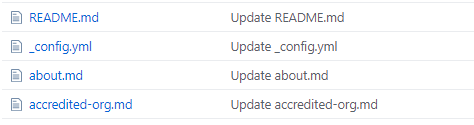 README.md Update README.md
_config.yml Update _config.yml
about.md Update about.md
accredited-org.md Update accredited-org.md